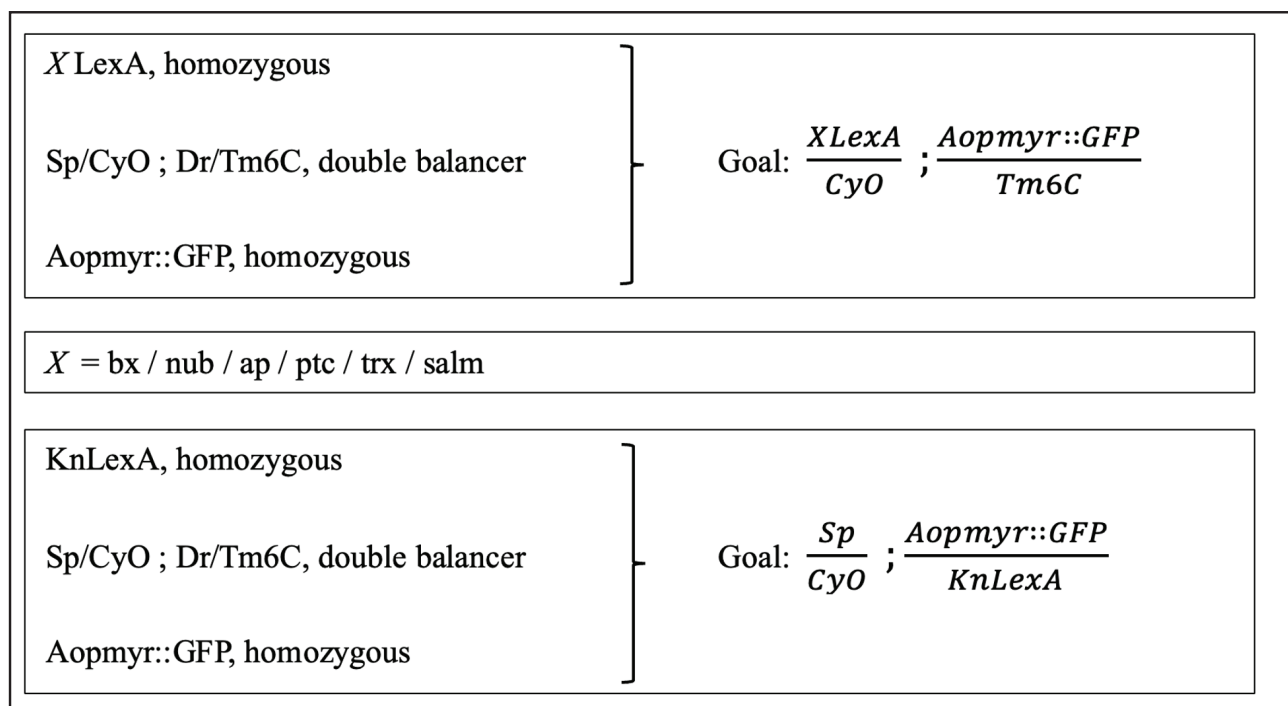 X LexA, homozygous
Sp/CyO ; Dr/Tm6C, double balancer
Aopmyr::GFP, homozygous
Goal: XLexA/CyO ; Aopmyr::GFP/Tm6C
X = bx / nub / ap / ptc / trx / salm
KnLexA, homozygous
Sp/CyO ; Dr/Tm6C, double balancer
Aopmyr::GFP, homozygous
Goal: Sp/CyO ; Aopmyr::GFP/KnLexA